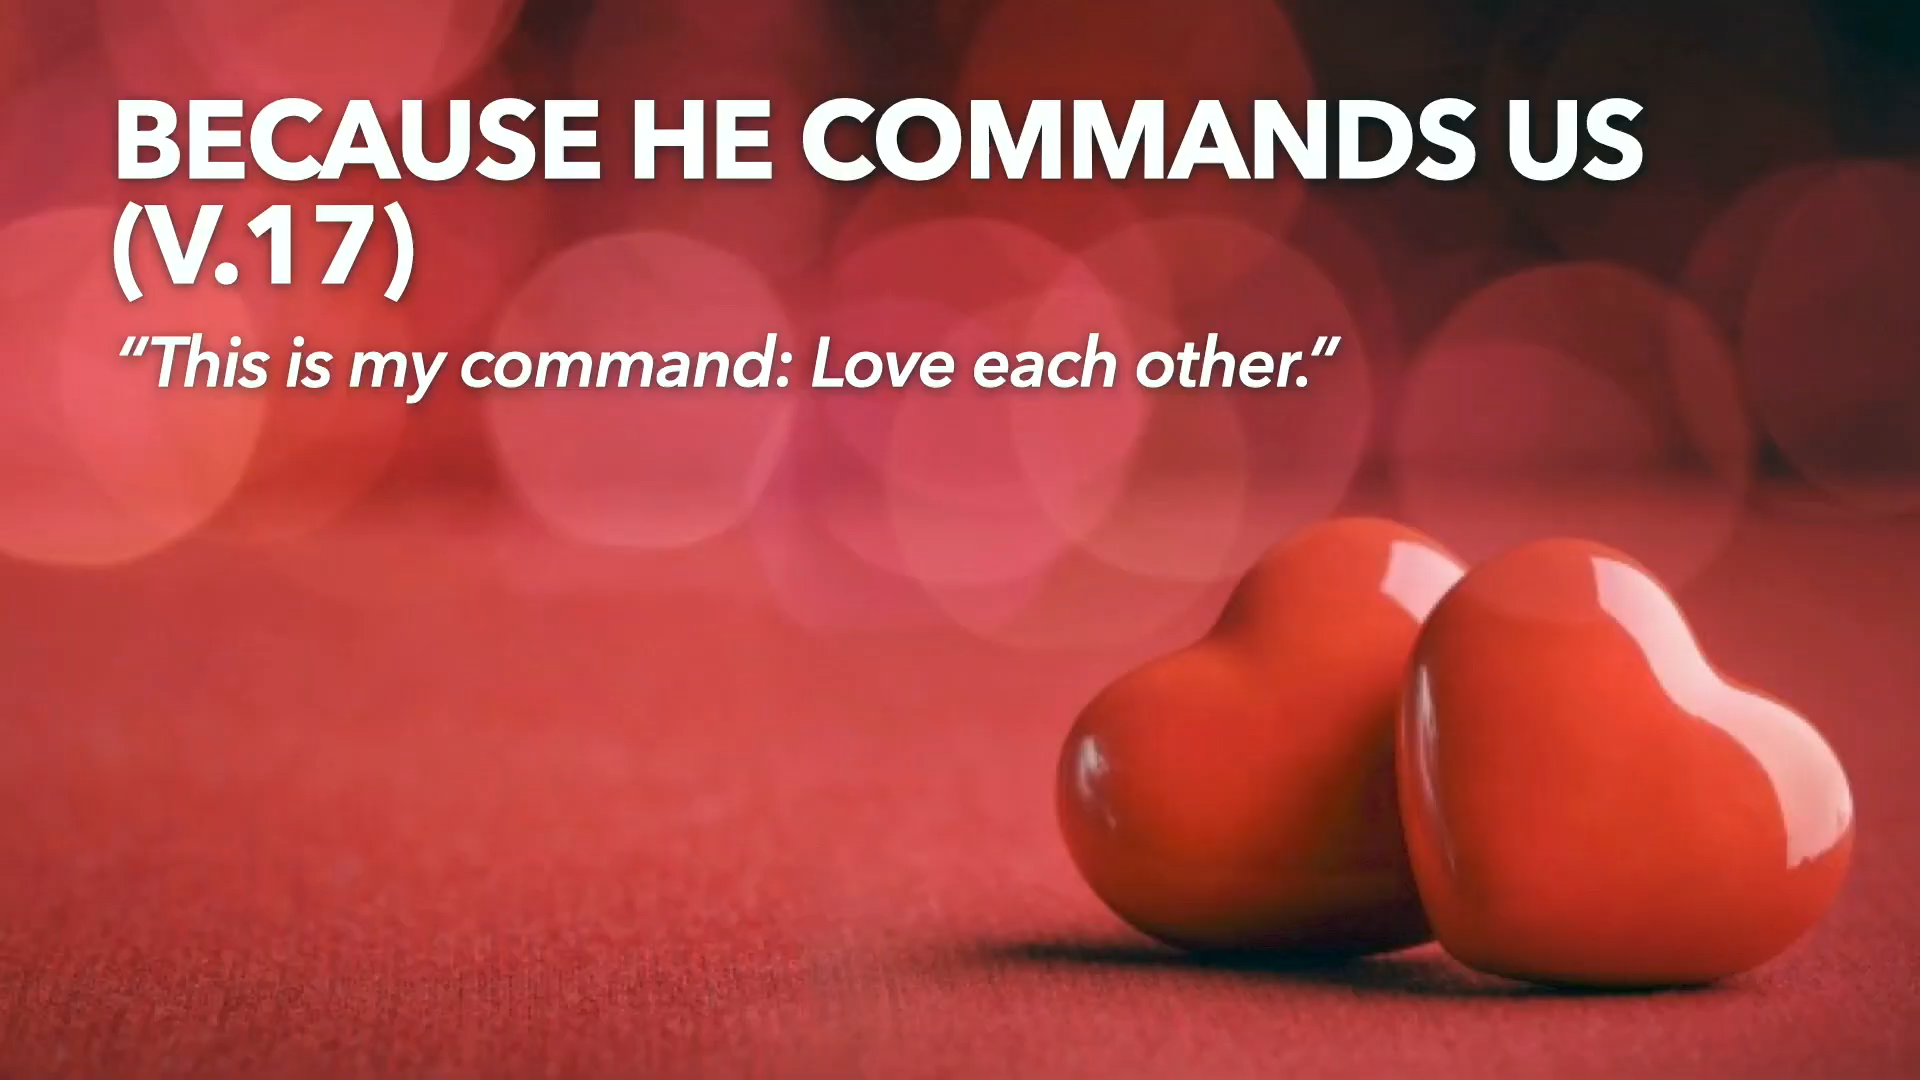 BECAUSE HE COMMANDS US
(V.17)
“This is my command: Love each other.”